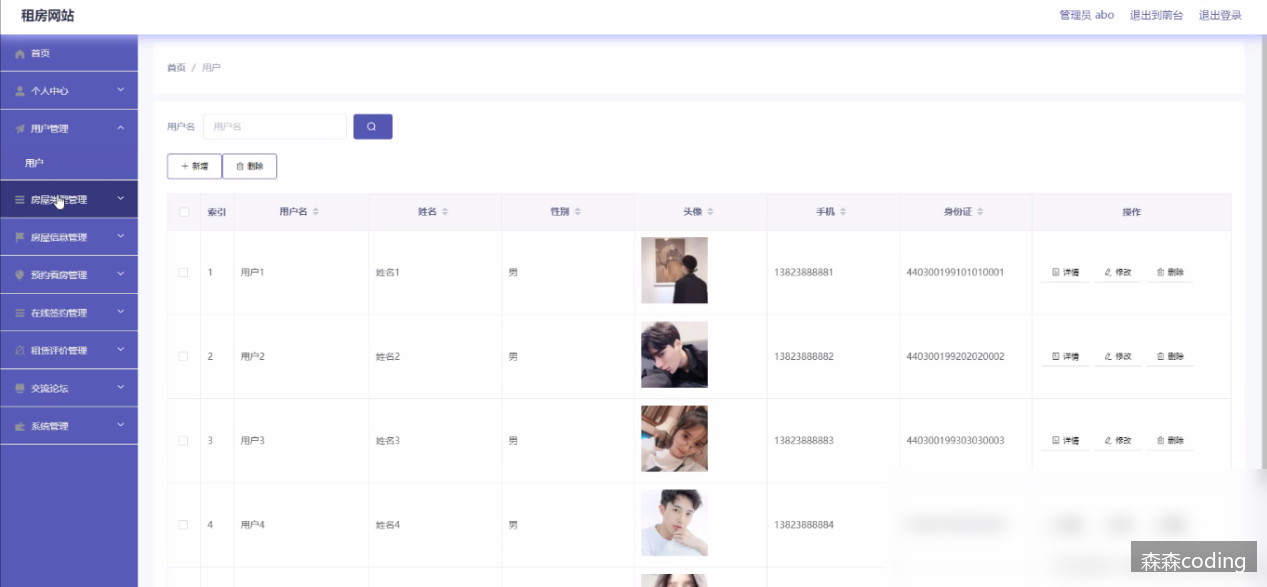 租房网站
管理员 abo 退出到前台 退出登录
首页
个人中心
用户管理
用户
房屋类型管理
房屋信息管理
预约看房管理
在线签约管理
租赁评价管理
交流论坛
系统管理
首页 / 用户
用户名 用户名
+ 新增 删除
索引 用户名 姓名 性别 头像 手机 身份证 操作
1 用户1 姓名1 男 13823888881 440300199101010001 详情 修改 删除
2 用户2 姓名2 男 13823888882 440300199202020002 详情 修改 删除
3 用户3 姓名3 男 13823888883 440300199303030003 详情 修改 删除
4 用户4 姓名4 男 13823888884
森森coding